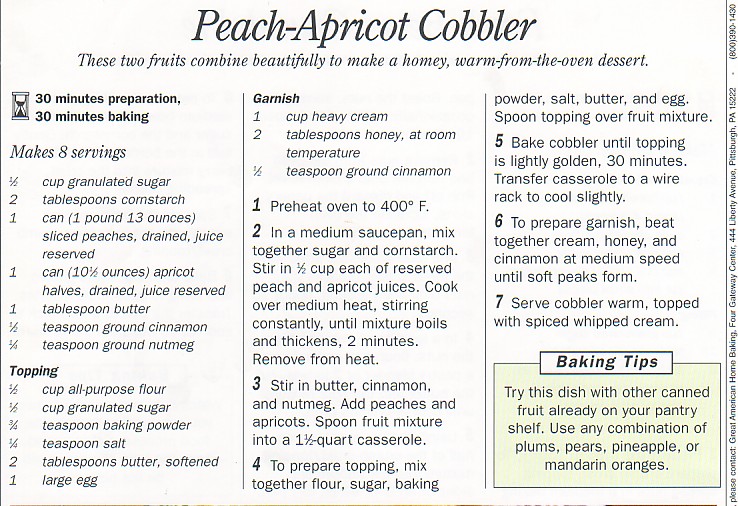 Peach-Apricot Cobbler
These two fruits combine beautifully to make a homey, warm-from-the-oven dessert.
30 minutes preparation,
30 minutes baking
Makes 8 servings
½ cup granulated sugar
2 tablespoons cornstarch
1 can (1 pound 13 ounces)
sliced peaches, drained, juice
reserved
1 can (10½ ounces) apricot
halves, drained, juice reserved
1 tablespoon butter
½ teaspoon ground cinnamon
¼ teaspoon ground nutmeg
Topping
½ cup all-purpose flour
½ cup granulated sugar
¾ teaspoon baking powder
¼ teaspoon salt
2 tablespoons butter, softened
1 large egg
Garnish
1 cup heavy cream
2 tablespoons honey, at room
temperature
½ teaspoon ground cinnamon
1 Preheat oven to 400° F.
2 In a medium saucepan, mix
together sugar and cornstarch.
Stir in ½ cup each of reserved
peach and apricot juices. Cook
over medium heat, stirring
constantly, until mixture boils
and thickens, 2 minutes.
Remove from heat.
3 Stir in butter, cinnamon,
and nutmeg. Add peaches and
apricots. Spoon fruit mixture
into a 1½-quart casserole.
4 To prepare topping, mix
together flour, sugar, baking
powder, salt, butter, and egg.
Spoon topping over fruit mixture.
5 Bake cobbler until topping
is lightly golden, 30 minutes.
Transfer casserole to a wire
rack to cool slightly.
6 To prepare garnish, beat
together cream, honey, and
cinnamon at medium speed
until soft peaks form.
7 Serve cobbler warm, topped
with spiced whipped cream.
Baking Tips
Try this dish with other canned
fruit already on your pantry
shelf. Use any combination of
plums, pears, pineapple, or
mandarin oranges.
, please contact: Great American Home Baking, Four Gateway Center, 444 Liberty Avenue, Pittsburgh, PA 15222 · (800)390-1430